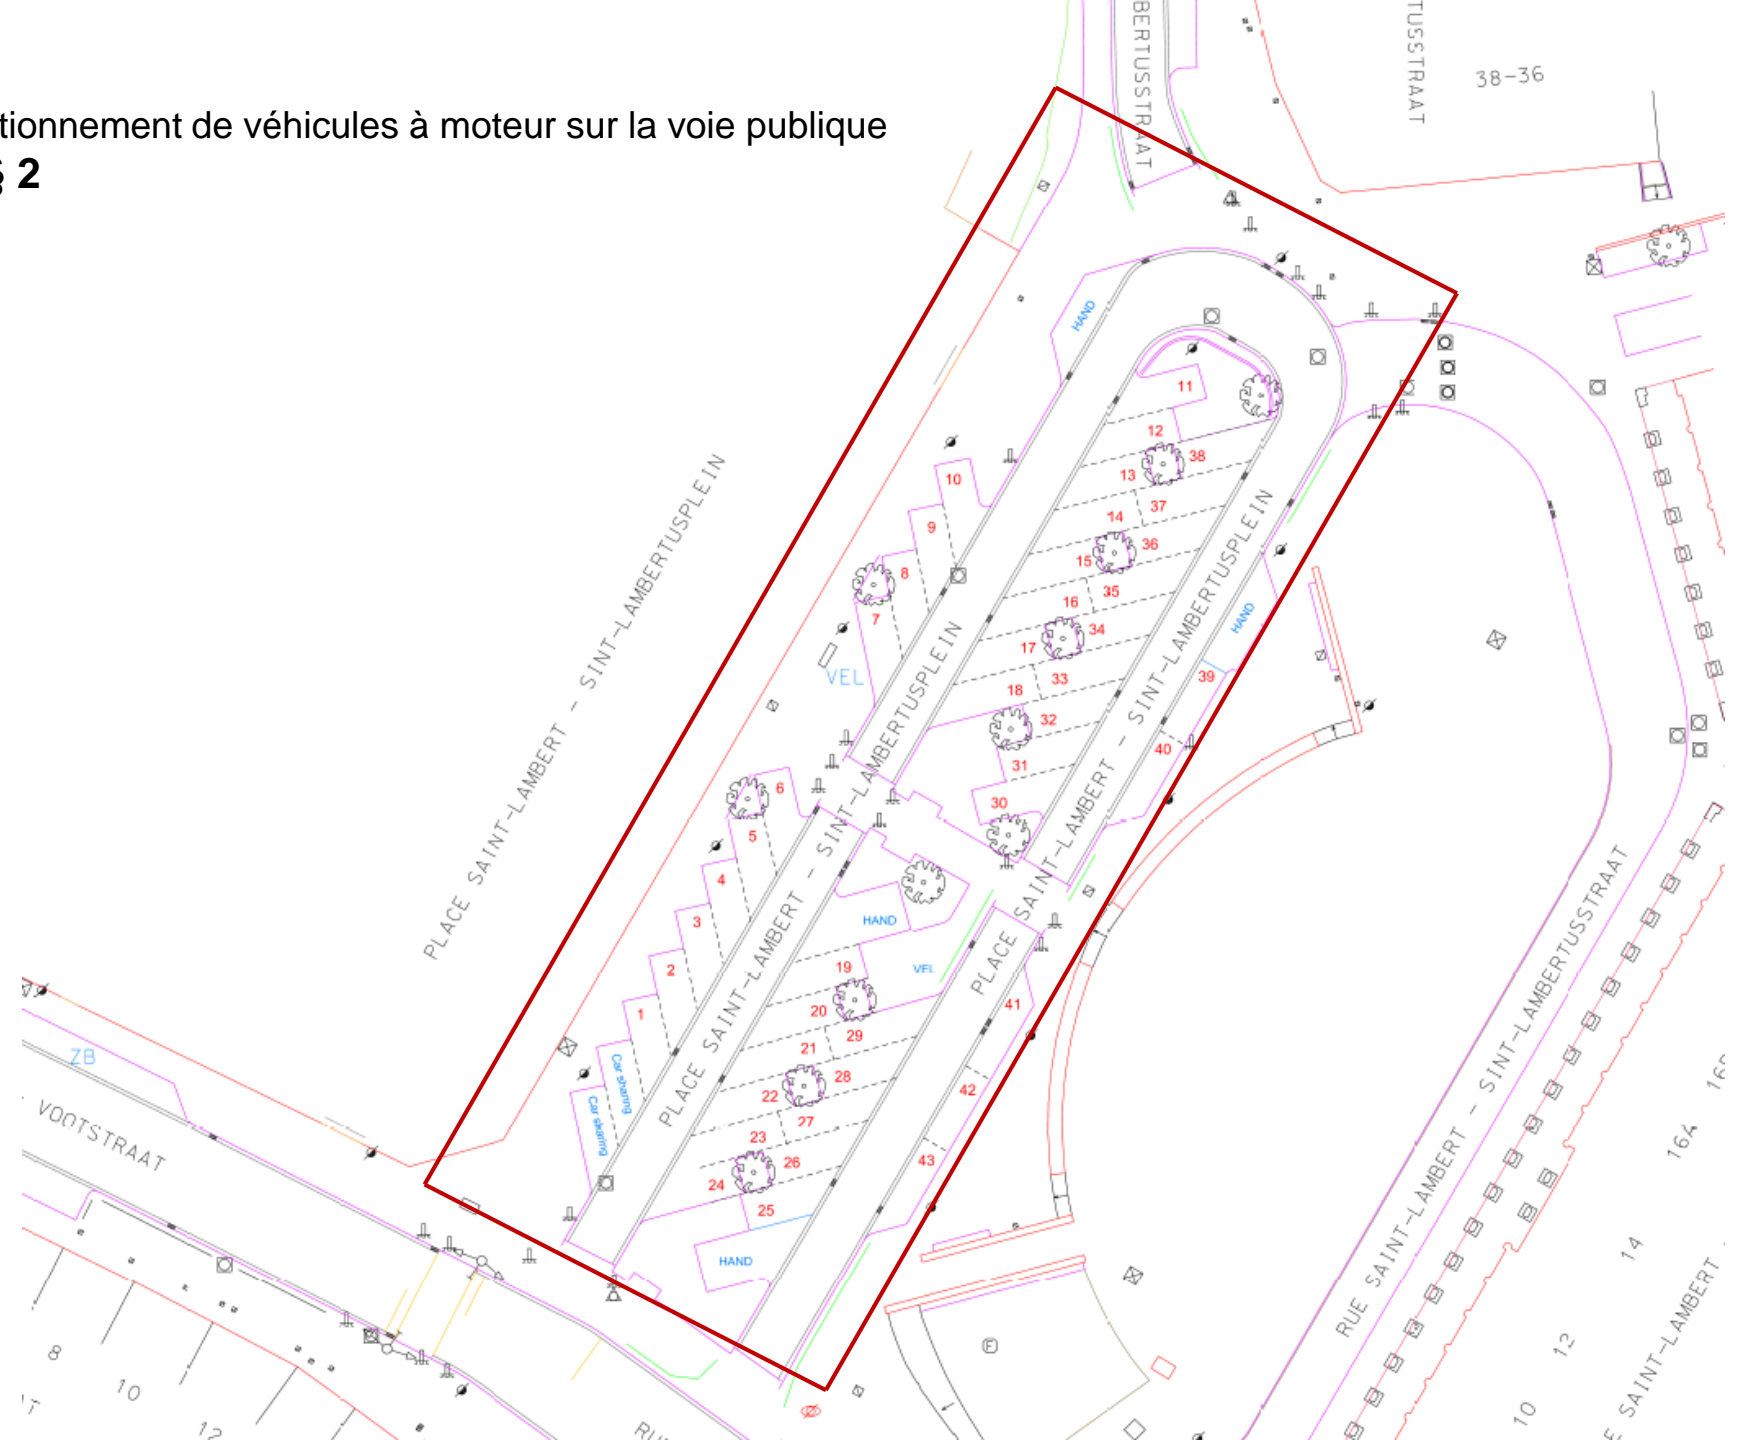 tionnement de véhicules à moteur sur la voie publique
§ 2
BERTUSSTRAAT
TUSSTRAAT
38-36
HAND
11
12
38
13
37
14
36
15
35
16
34
17
33
18
32
31
30
10
9
8
7
VEL
6
5
4
3
2
1
Car sharing
Car sharing
PLACE SAINT-LAMBERT - SINT-LAMBERTUSPLEIN
PLACE SAINT-LAMBERT - SINT-LAMBERTUSPLEIN
PLACE SAINT-LAMBERT - SINT-LAMBERTUSPLEIN
HAND
39
40
HAND
VEL
19
20
29
21
28
22
27
23
26
24
25
HAND
41
42
43
ZB
VOOTSTRAAT
8
10
12
RUE SAINT-LAMBERT - SINT-LAMBERTUSSTRAAT
SAINT-LAMBERT
16A
14
12
10
E